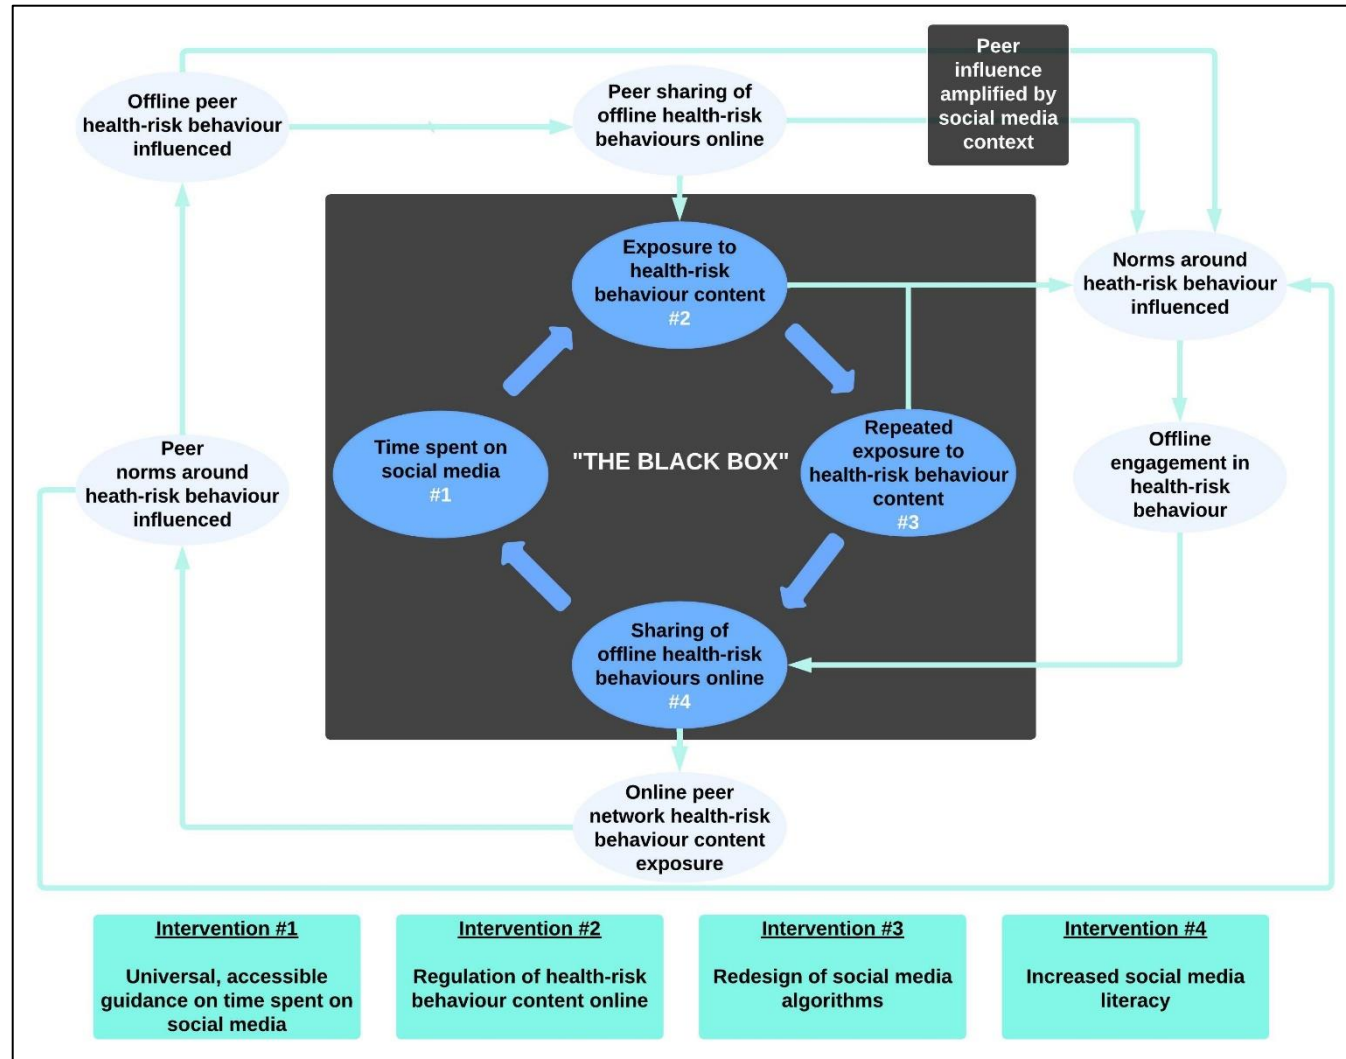 Peer
influence
amplified by
social media
context
Offline peer
health-risk behaviour
influenced
Peer sharing of
offline health-risk
behaviours online
Exposure to
health-risk
behaviour content
#2
Norms around
heath-risk behaviour
influenced
Time spent on
social media
#1
"THE BLACK BOX"
Repeated
exposure to
health-risk behaviour
content
#3
Peer
norms around
heath-risk behaviour
influenced
Offline
engagement in
health-risk
behaviour
Sharing of
offline health-risk
behaviours online
#4
Online peer
network health-risk
behaviour content
exposure
Intervention #1
Universal, accessible
guidance on time spent on
social media
Intervention #2
Regulation of health-risk
behaviour content online
Intervention #3
Redesign of social media
algorithms
Intervention #4
Increased social media
literacy